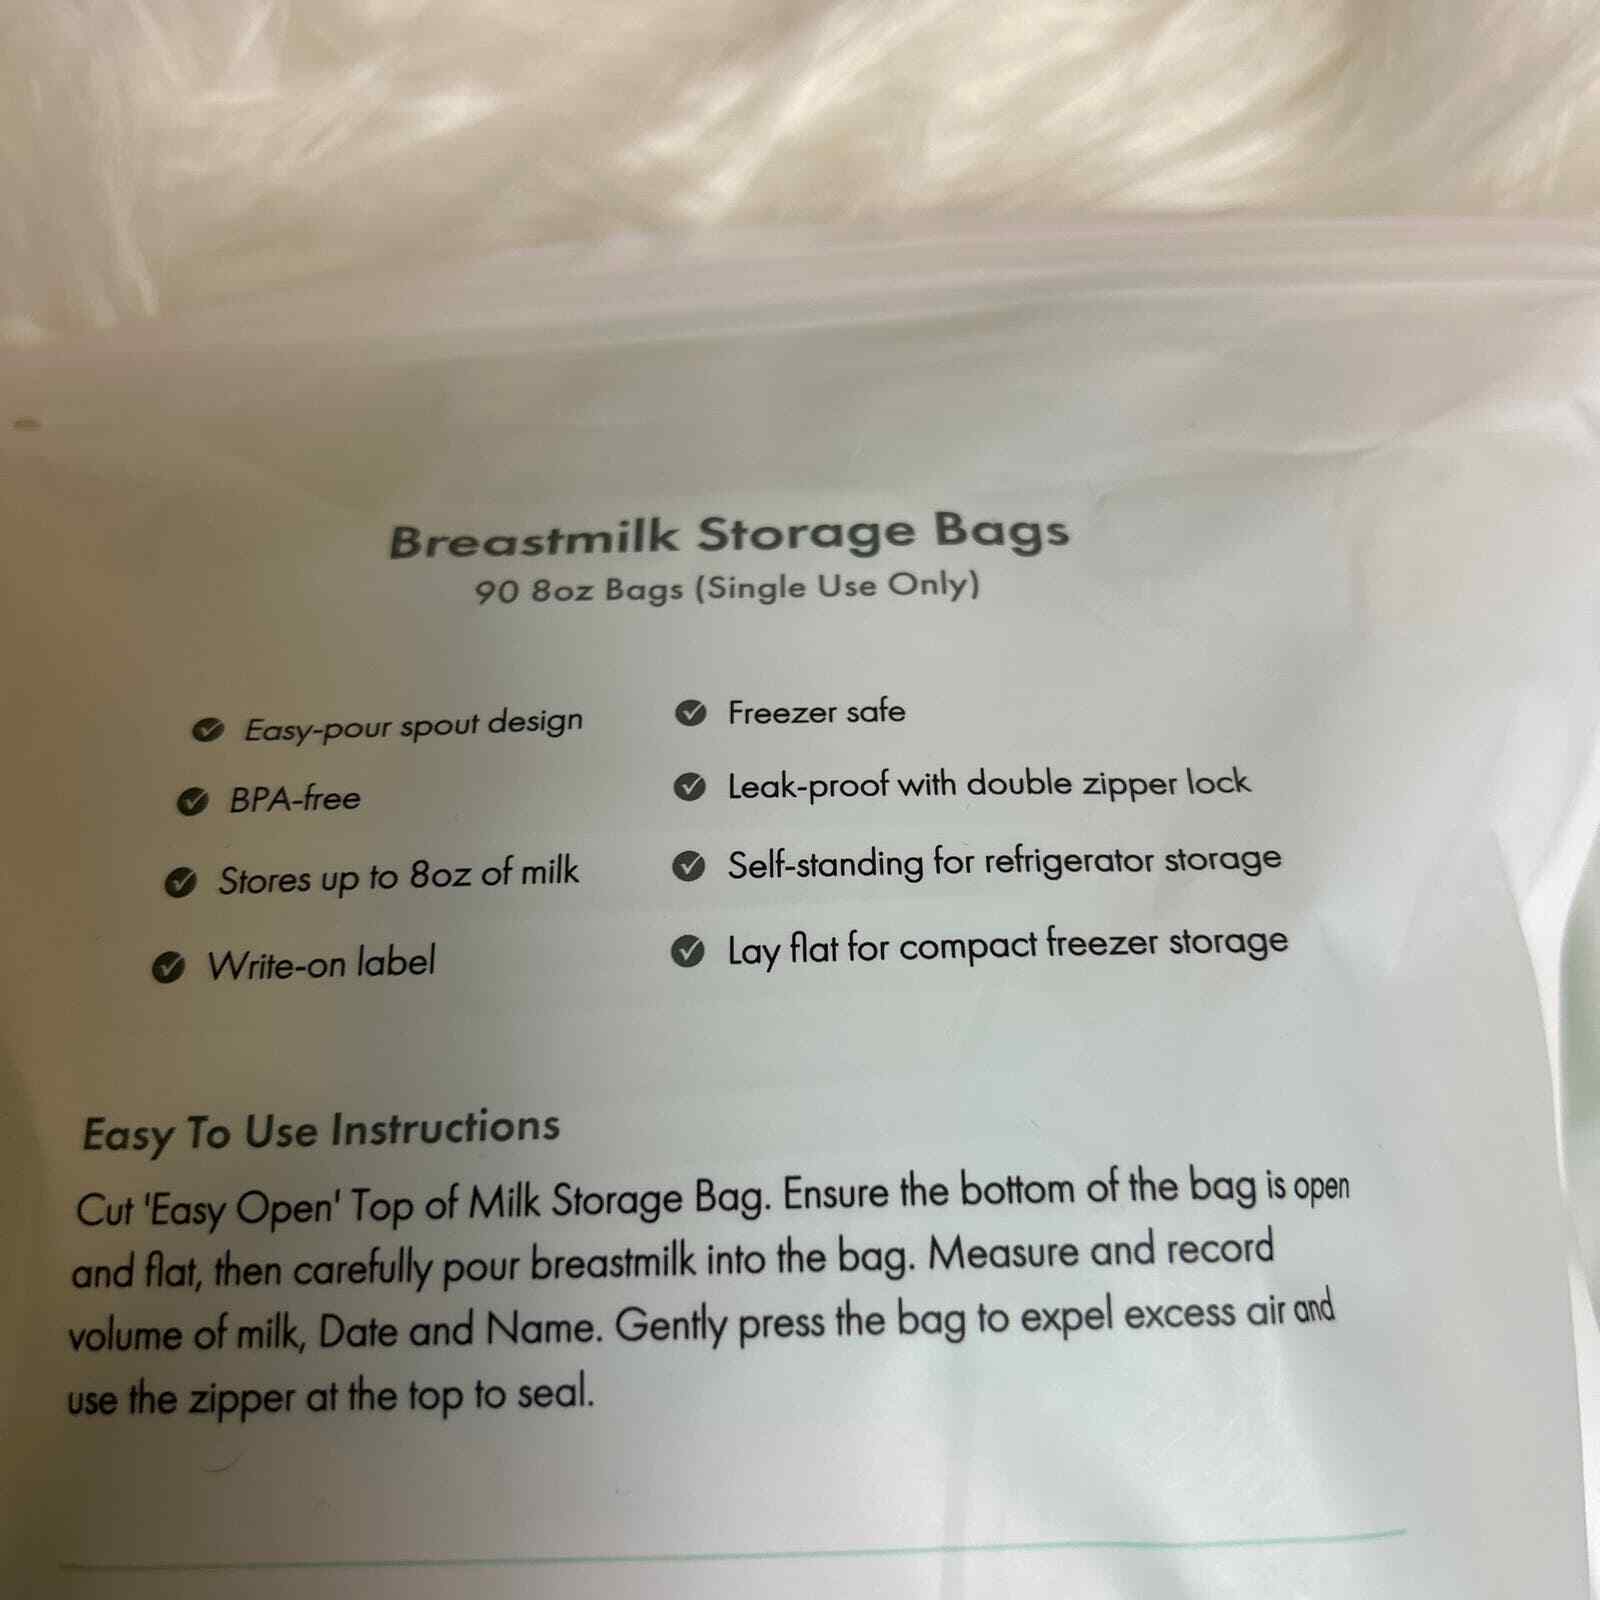 Breastmilk Storage Bags
90 8oz Bags (Single Use Only)
Easy-pour spout design
BPA-free
Stores up to 8oz of milk
Write-on label
Freezer safe
Leak-proof with double zipper lock
Self-standing for refrigerator storage
Lay flat for compact freezer storage
Easy To Use Instructions
Cut 'Easy Open' Top of Milk Storage Bag. Ensure the bottom of the bag is open
and flat, then carefully pour breastmilk into the bag. Measure and record
volume of milk, Date and Name. Gently press the bag to expel excess air and
use the zipper at the top to seal.